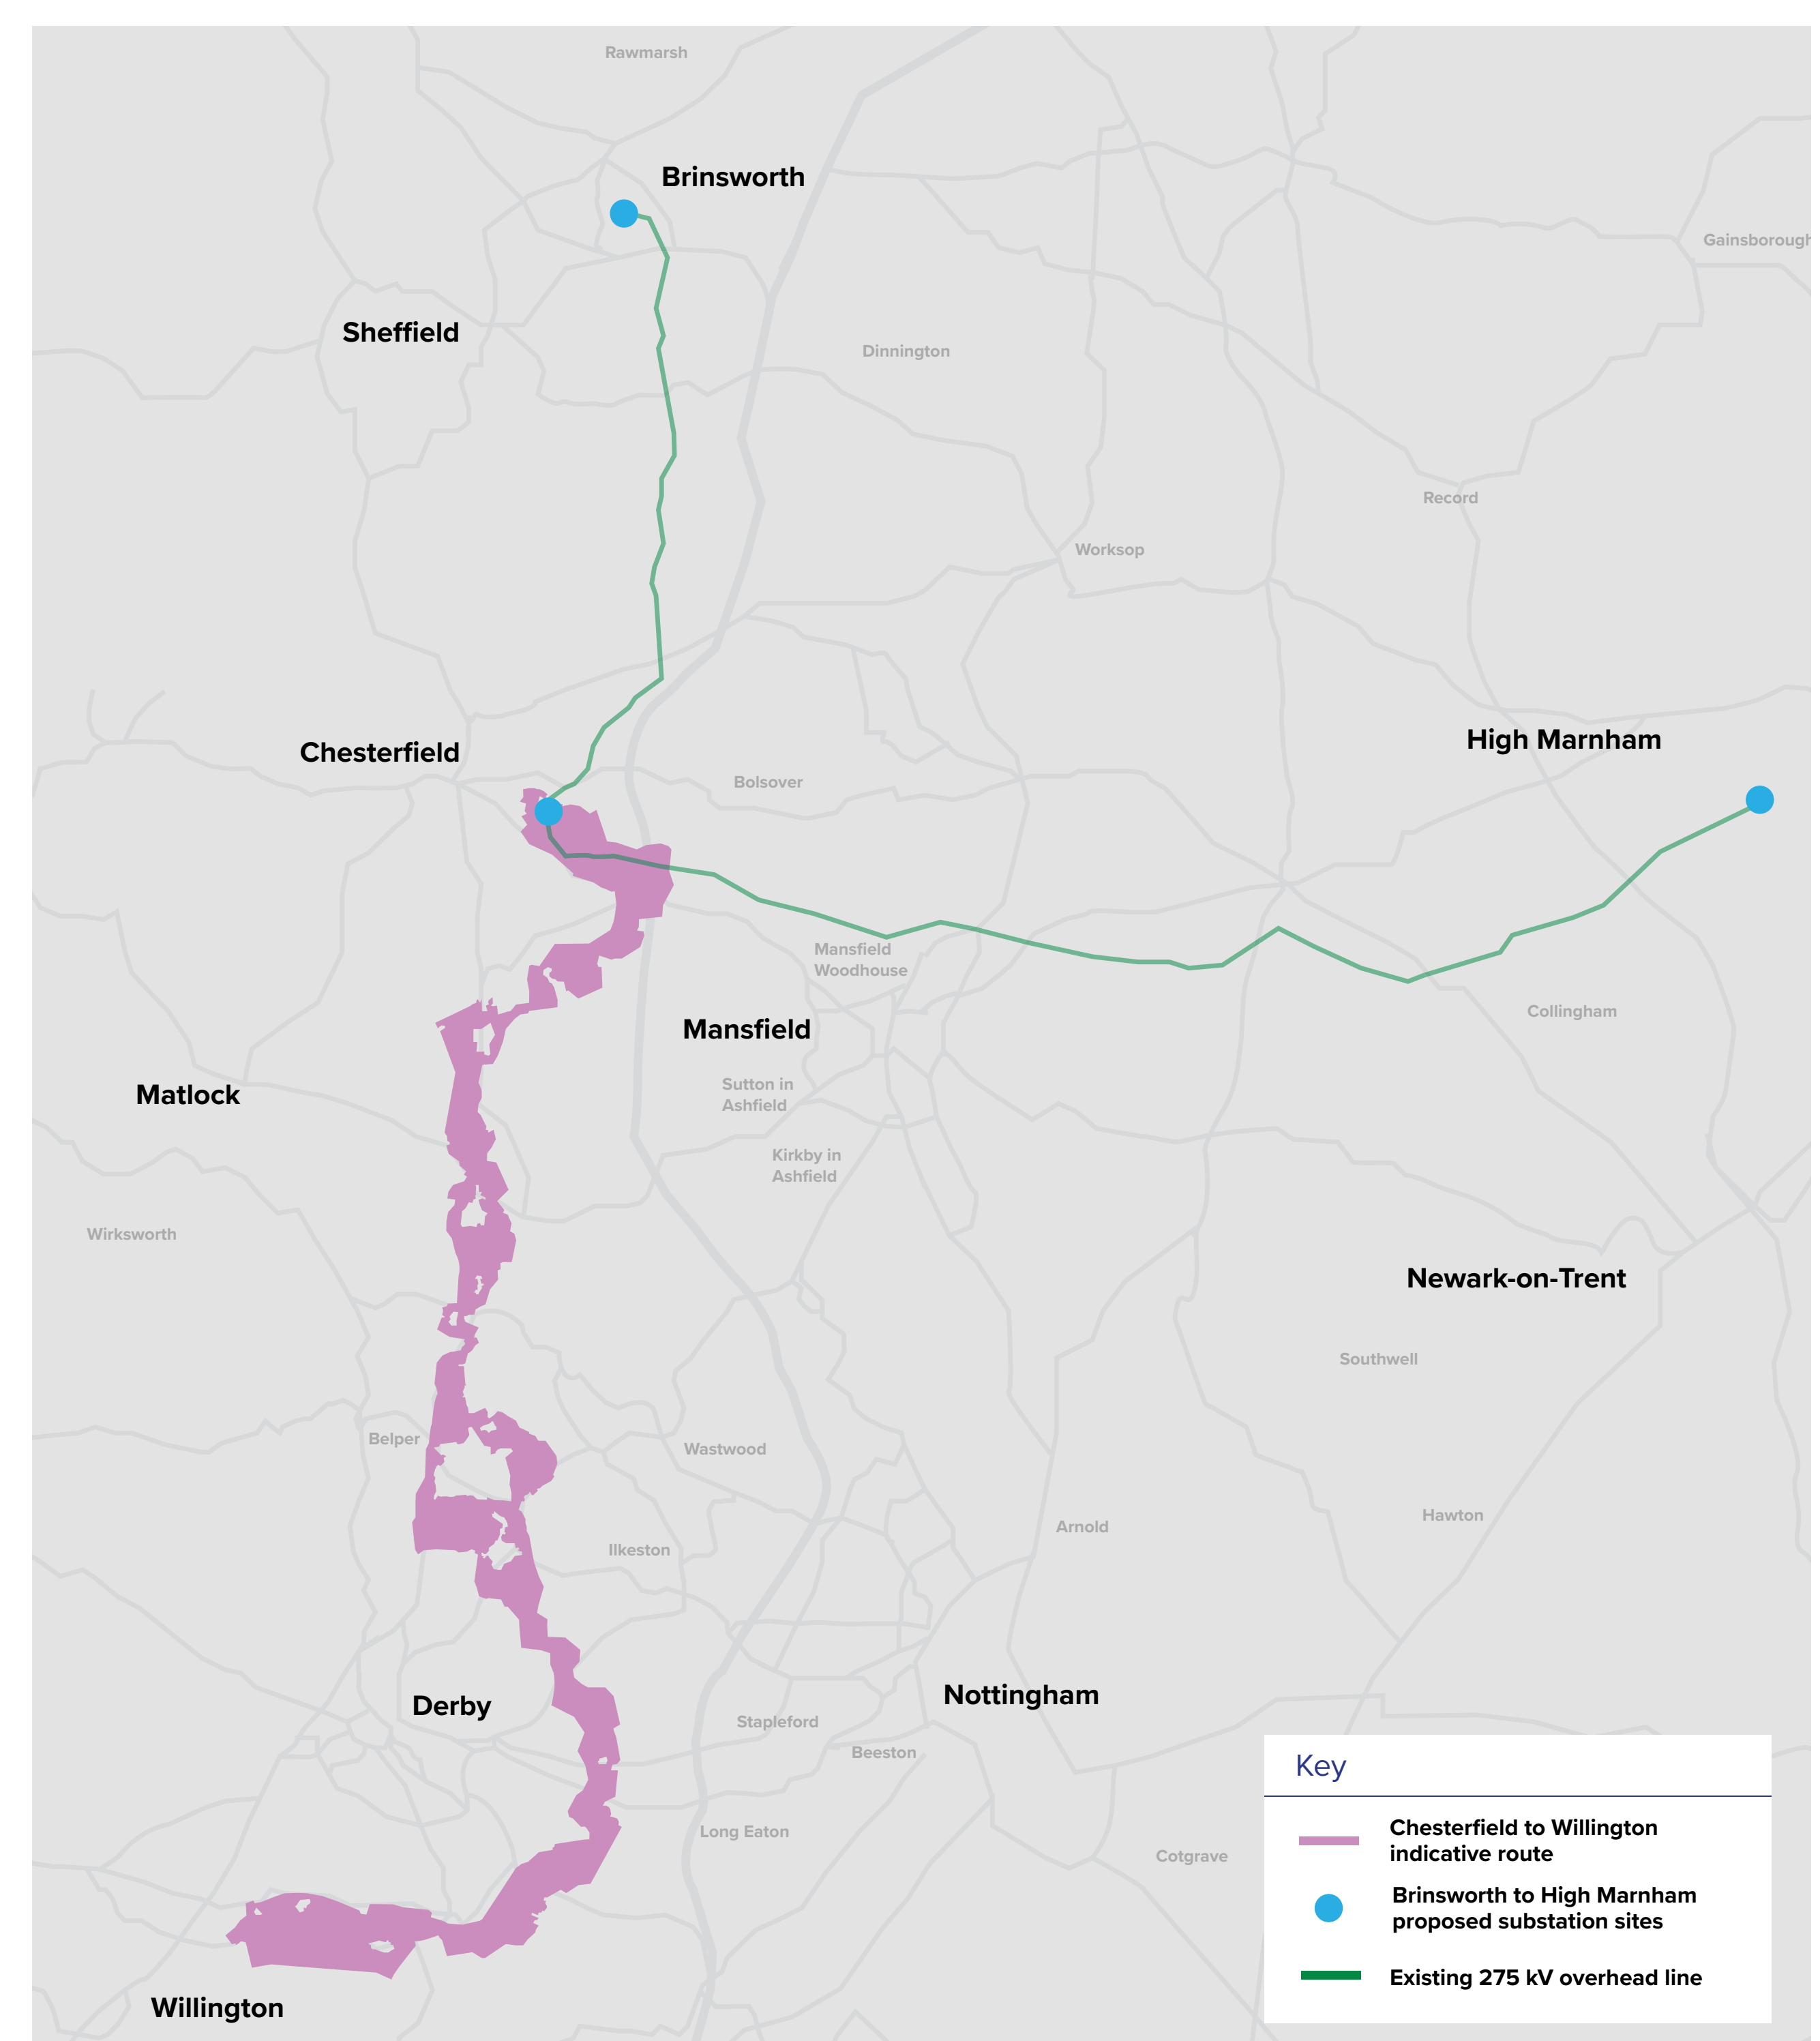 Rawmarsh
Brinsworth
Gainsborough
Sheffield
Dinnington
Record
Worksop
High Marnham
Chesterfield
Bolsover
Mansfield
Woodhouse
Collingham
Mansfield
Sutton in
Ashfield
Matlock
Kirkby in
Ashfield
Wirksworth
Newark-on-Trent
Southwell
Belper
Wastwood
Hawton
Arnold
Ilkeston
Nottingham
Derby
Stapleford
Beeston
Long Eaton
Cotgrave
Willington
Key
Chesterfield to Willington
indicative route
Brinsworth to High Marnham
proposed substation sites
Existing 275 kV overhead line